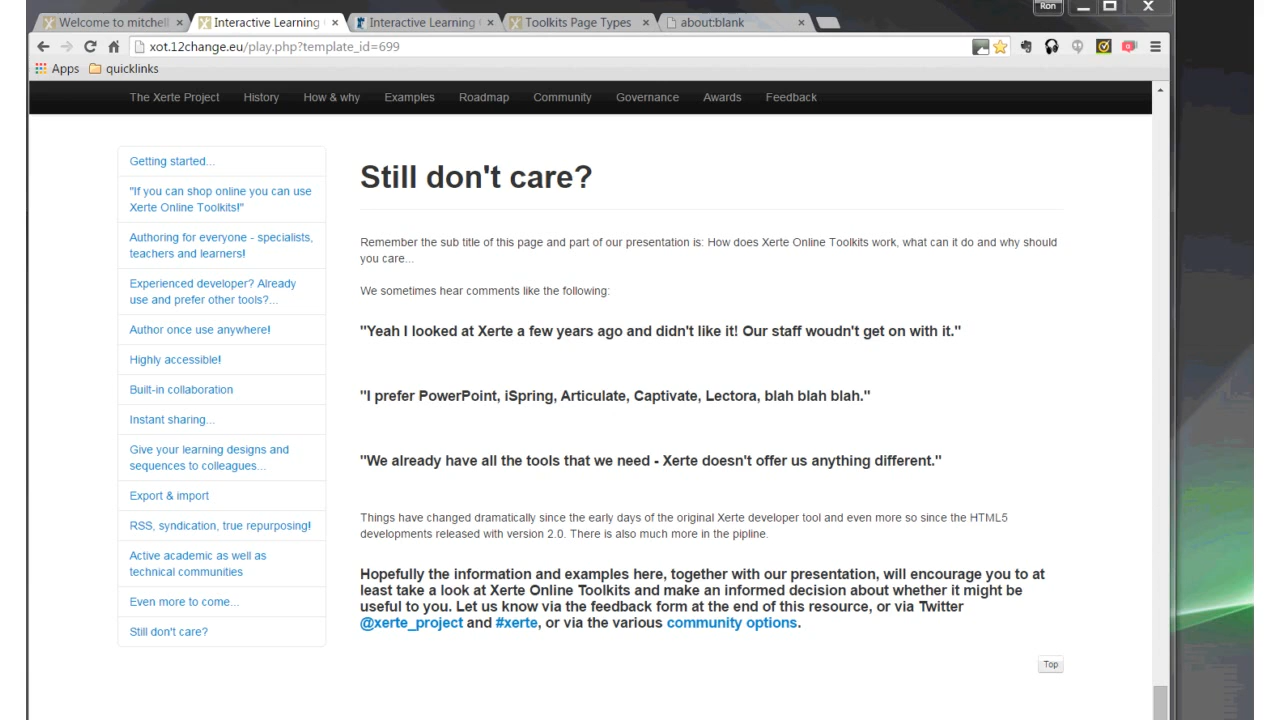 Ron
Welcome to mitchell
Interactive Learning
Interactive Learning
Toolkits Page Types
about:blank
xot.12change.eu/play.php?template_id=699
Apps
quicklinks
The Xerte Project
History
How & why
Examples
Roadmap
Community
Governance
Awards
Feedback
Getting started...
"If you can shop online you can use
Xerte Online Toolkits!"
Authoring for everyone - specialists,
teachers and learners!
Experienced developer? Already
use and prefer other tools?...
Author once use anywhere!
Highly accessible!
Built-in collaboration
Instant sharing...
Give your learning designs and
sequences to colleagues...
Export & import
RSS, syndication, true repurposing!
Active academic as well as
technical communities
Even more to come...
Still don't care?
Still don't care?
Remember the sub title of this page and part of our presentation is: How does Xerte Online Toolkits work, what can it do and why should
you care...
We sometimes hear comments like the following:
"Yeah I looked at Xerte a few years ago and didn't like it! Our staff woudn't get on with it."
"I prefer PowerPoint, iSpring, Articulate, Captivate, Lectora, blah blah blah."
"We already have all the tools that we need - Xerte doesn't offer us anything different."
Things have changed dramatically since the early days of the original Xerte developer tool and even more so since the HTML5
developments released with version 2.0. There is also much more in the pipline.
Hopefully the information and examples here, together with our presentation, will encourage you to at
least take a look at Xerte Online Toolkits and make an informed decision about whether it might be
useful to you. Let us know via the feedback form at the end of this resource, or via Twitter
@xerte_project and #xerte, or via the various community options.
Top